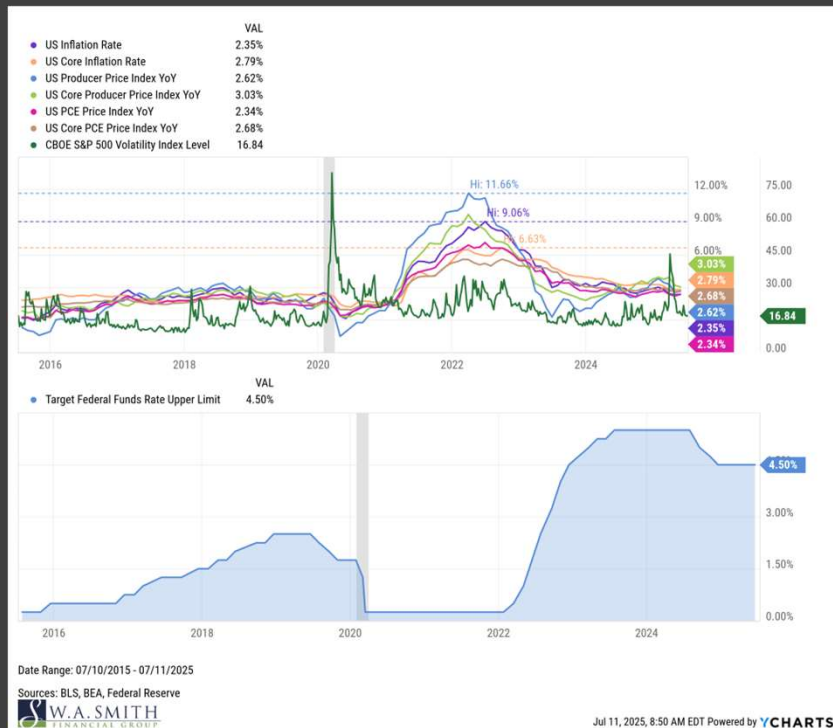 VAL
US Inflation Rate 2.35%
US Core Inflation Rate 2.79%
US Producer Price Index YoY 2.62%
US Core Producer Price Index YoY 3.03%
US PCE Price Index YoY 2.34%
US Core PCE Price Index YoY 2.68%
CBOE S&P 500 Volatility Index Level 16.84
Hi: 11.66%
Hi: 9.06%
6.63%
12.00% 75.00
9.00% 60.00
6.00% 45.00
3.03%
2.79% 30.00
2.68%
2.62% 16.84
2.35%
2.34% 0.00
2016 2018 2020 2022 2024
VAL
Target Federal Funds Rate Upper Limit 4.50%
4.50%
3.00%
1.50%
0.00%
2016 2018 2020 2022 2024
Date Range: 07/10/2015 - 07/11/2025
Sources: BLS, BEA, Federal Reserve
W.A. SMITH
FINANCIAL GROUP
Jul 11, 2025, 8:50 AM EDT Powered by YCHARTS